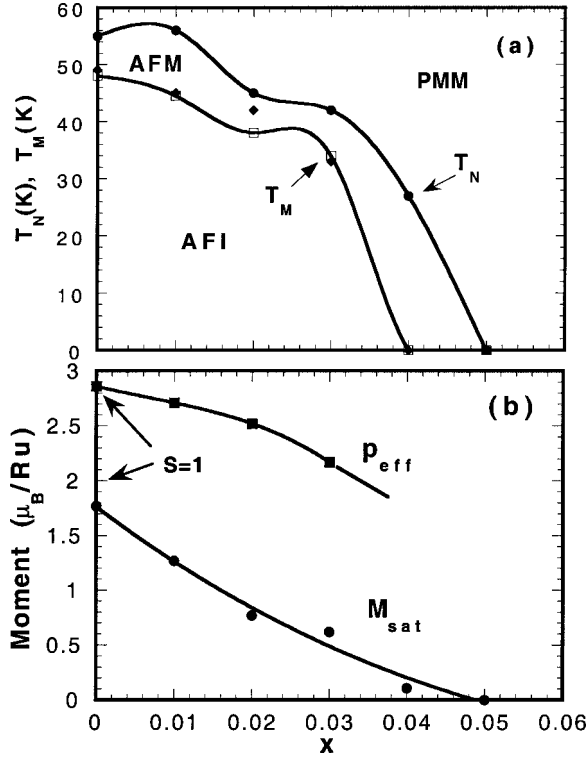 60
(a)
50
AFM
PMM
40
T_N(K), T_M(K)
30
T_M
T_N
20
AFI
10
0
3
(b)
2.5
p_eff
S=1
2
Moment (μ_B/Ru)
1.5
1
M_sat
0.5
0
0 0.01 0.02 0.03 0.04 0.05 0.06
x